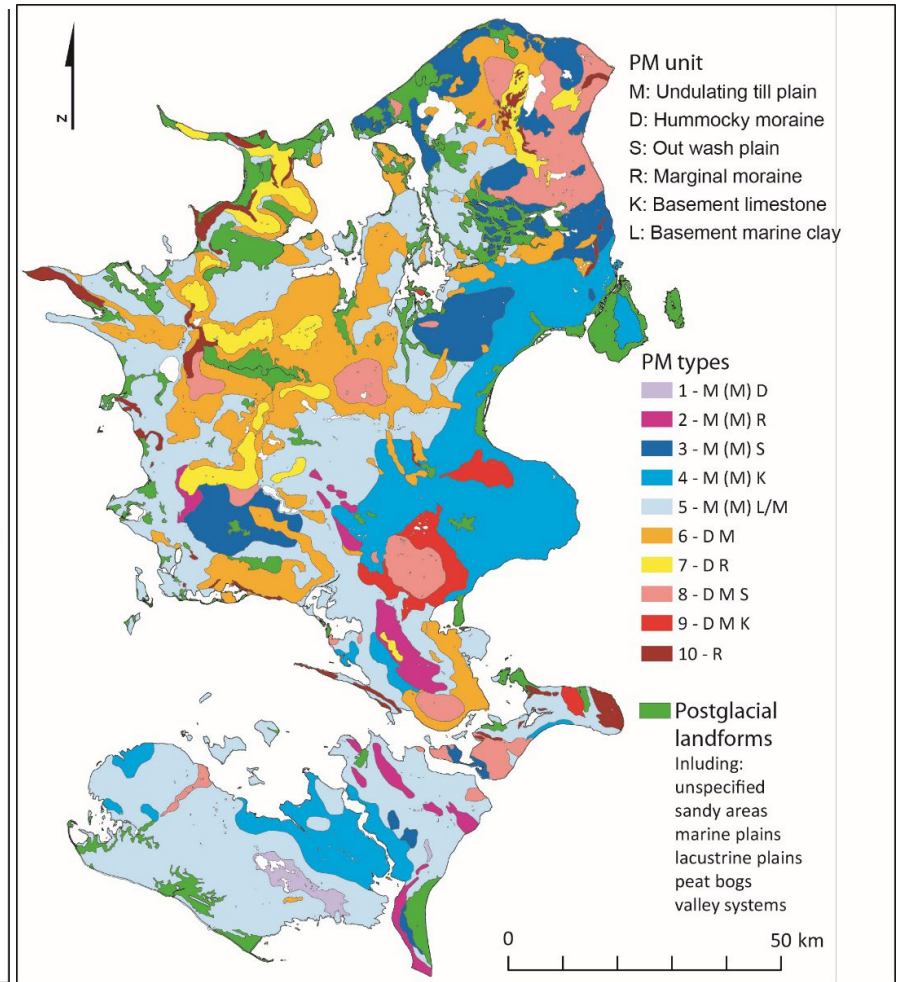 N
PM unit
M: Undulating till plain
D: Hummocky moraine
S: Out wash plain
R: Marginal moraine
K: Basement limestone
L: Basement marine clay
PM types
1 - M (M) D
2 - M (M) R
3 - M (M) S
4 - M (M) K
5 - M (M) L/M
6 - D M
7 - D R
8 - D M S
9 - D M K
10 - R
Postglacial
landforms
Inluding:
unspecified
sandy areas
marine plains
lacustrine plains
peat bogs
valley systems
0 50 km